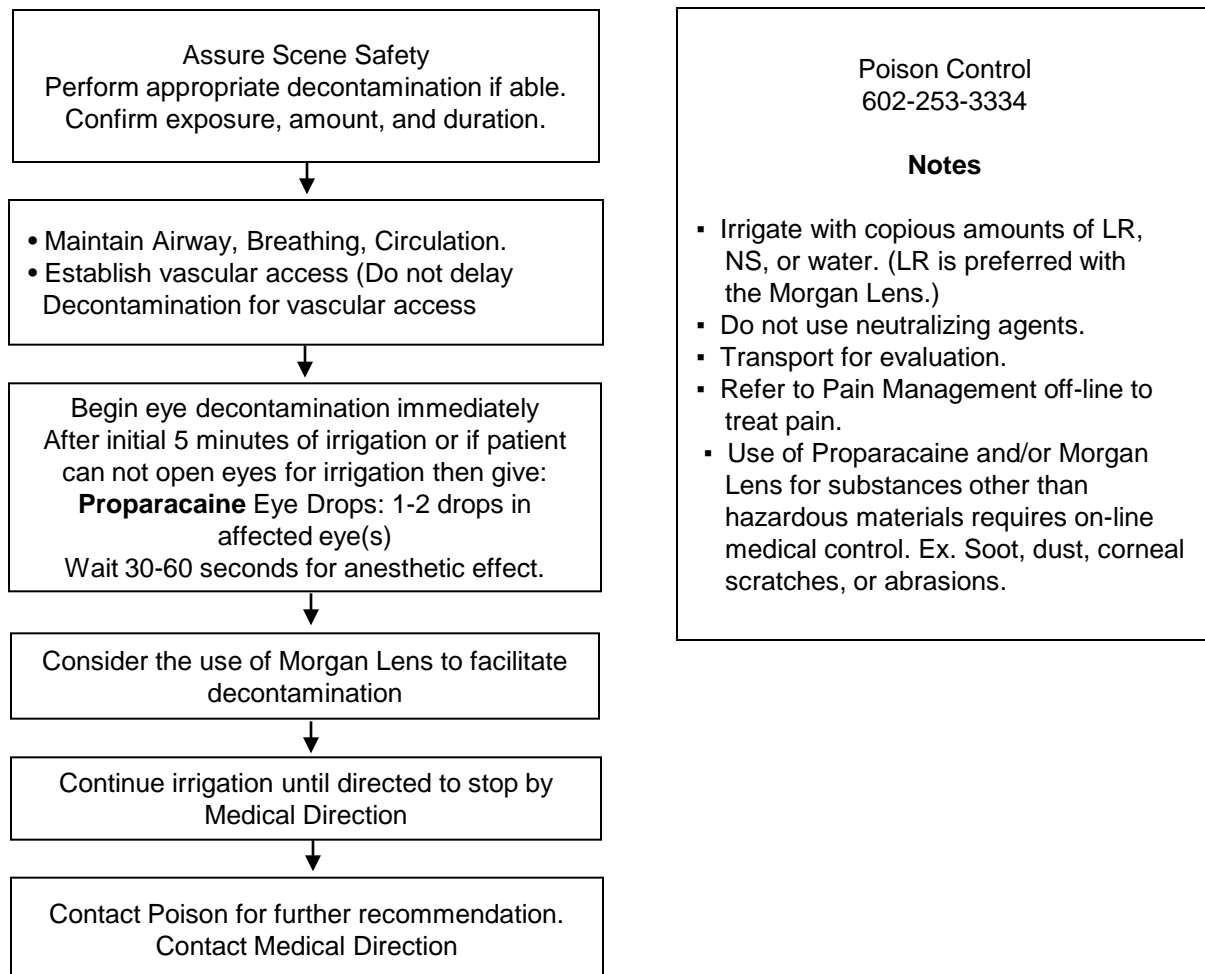 Assure Scene Safety
Perform appropriate decontamination if able.
Confirm exposure, amount, and duration.
• Maintain Airway, Breathing, Circulation.
• Establish vascular access (Do not delay
Decontamination for vascular access
Begin eye decontamination immediately
After initial 5 minutes of irrigation or if patient
can not open eyes for irrigation then give:
Proparacaine Eye Drops: 1-2 drops in
affected eye(s)
Wait 30-60 seconds for anesthetic effect.
Consider the use of Morgan Lens to facilitate
decontamination
Continue irrigation until directed to stop by
Medical Direction
Contact Poison for further recommendation.
Contact Medical Direction
Poison Control
602-253-3334
Notes
▪ Irrigate with copious amounts of LR,
NS, or water. (LR is preferred with
the Morgan Lens.)
▪ Do not use neutralizing agents.
▪ Transport for evaluation.
▪ Refer to Pain Management off-line to
treat pain.
▪ Use of Proparacaine and/or Morgan
Lens for substances other than
hazardous materials requires on-line
medical control. Ex. Soot, dust, corneal
scratches, or abrasions.